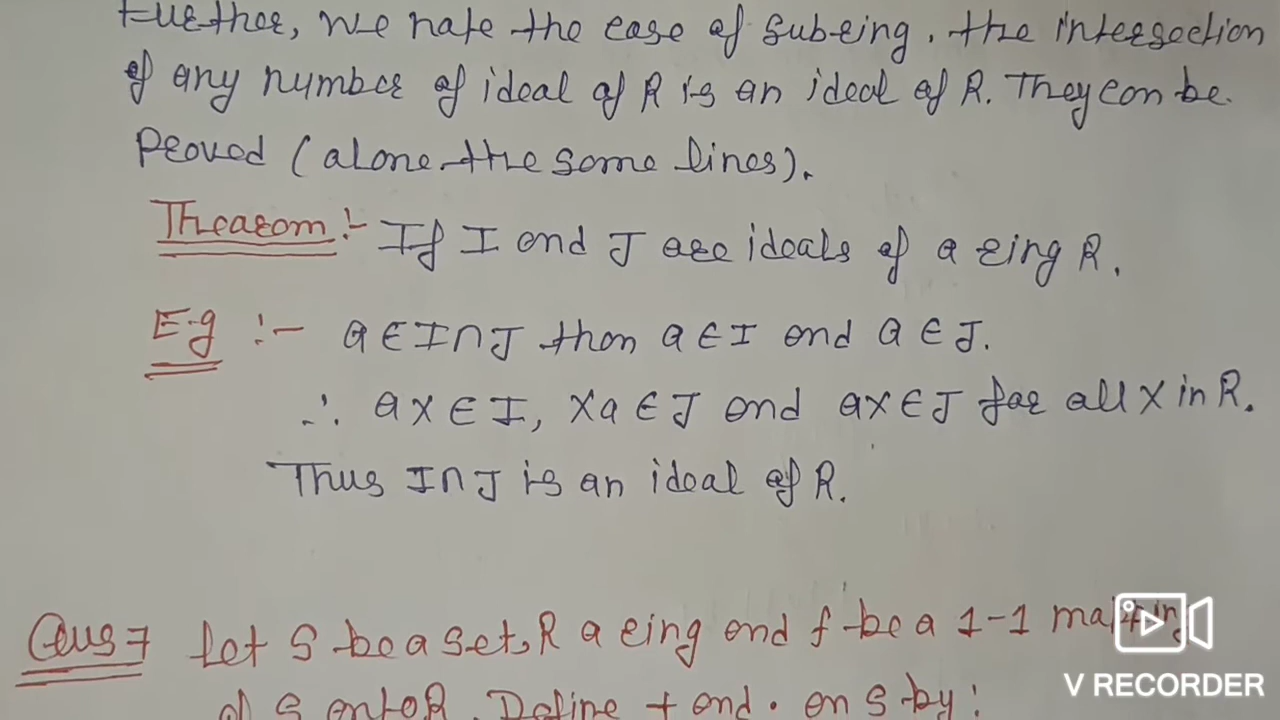 Further, we note the case of subring. the intersection
of any number of ideal of R is an ideal of R. They can be
proved (alone the same lines).
Thearom :- If I and J are ideals of a ring R.
E.g :- a ∈ I∩J than a ∈ I and a ∈ J.
∴ ax ∈ I, xa ∈ J and ax ∈ J for all x in R.
Thus I∩J is an ideal of R.
Ques 7 Let S be a set, R a ring and f be a 1-1 mapping
of S onto R. Define + and · on S by:
V RECORDER